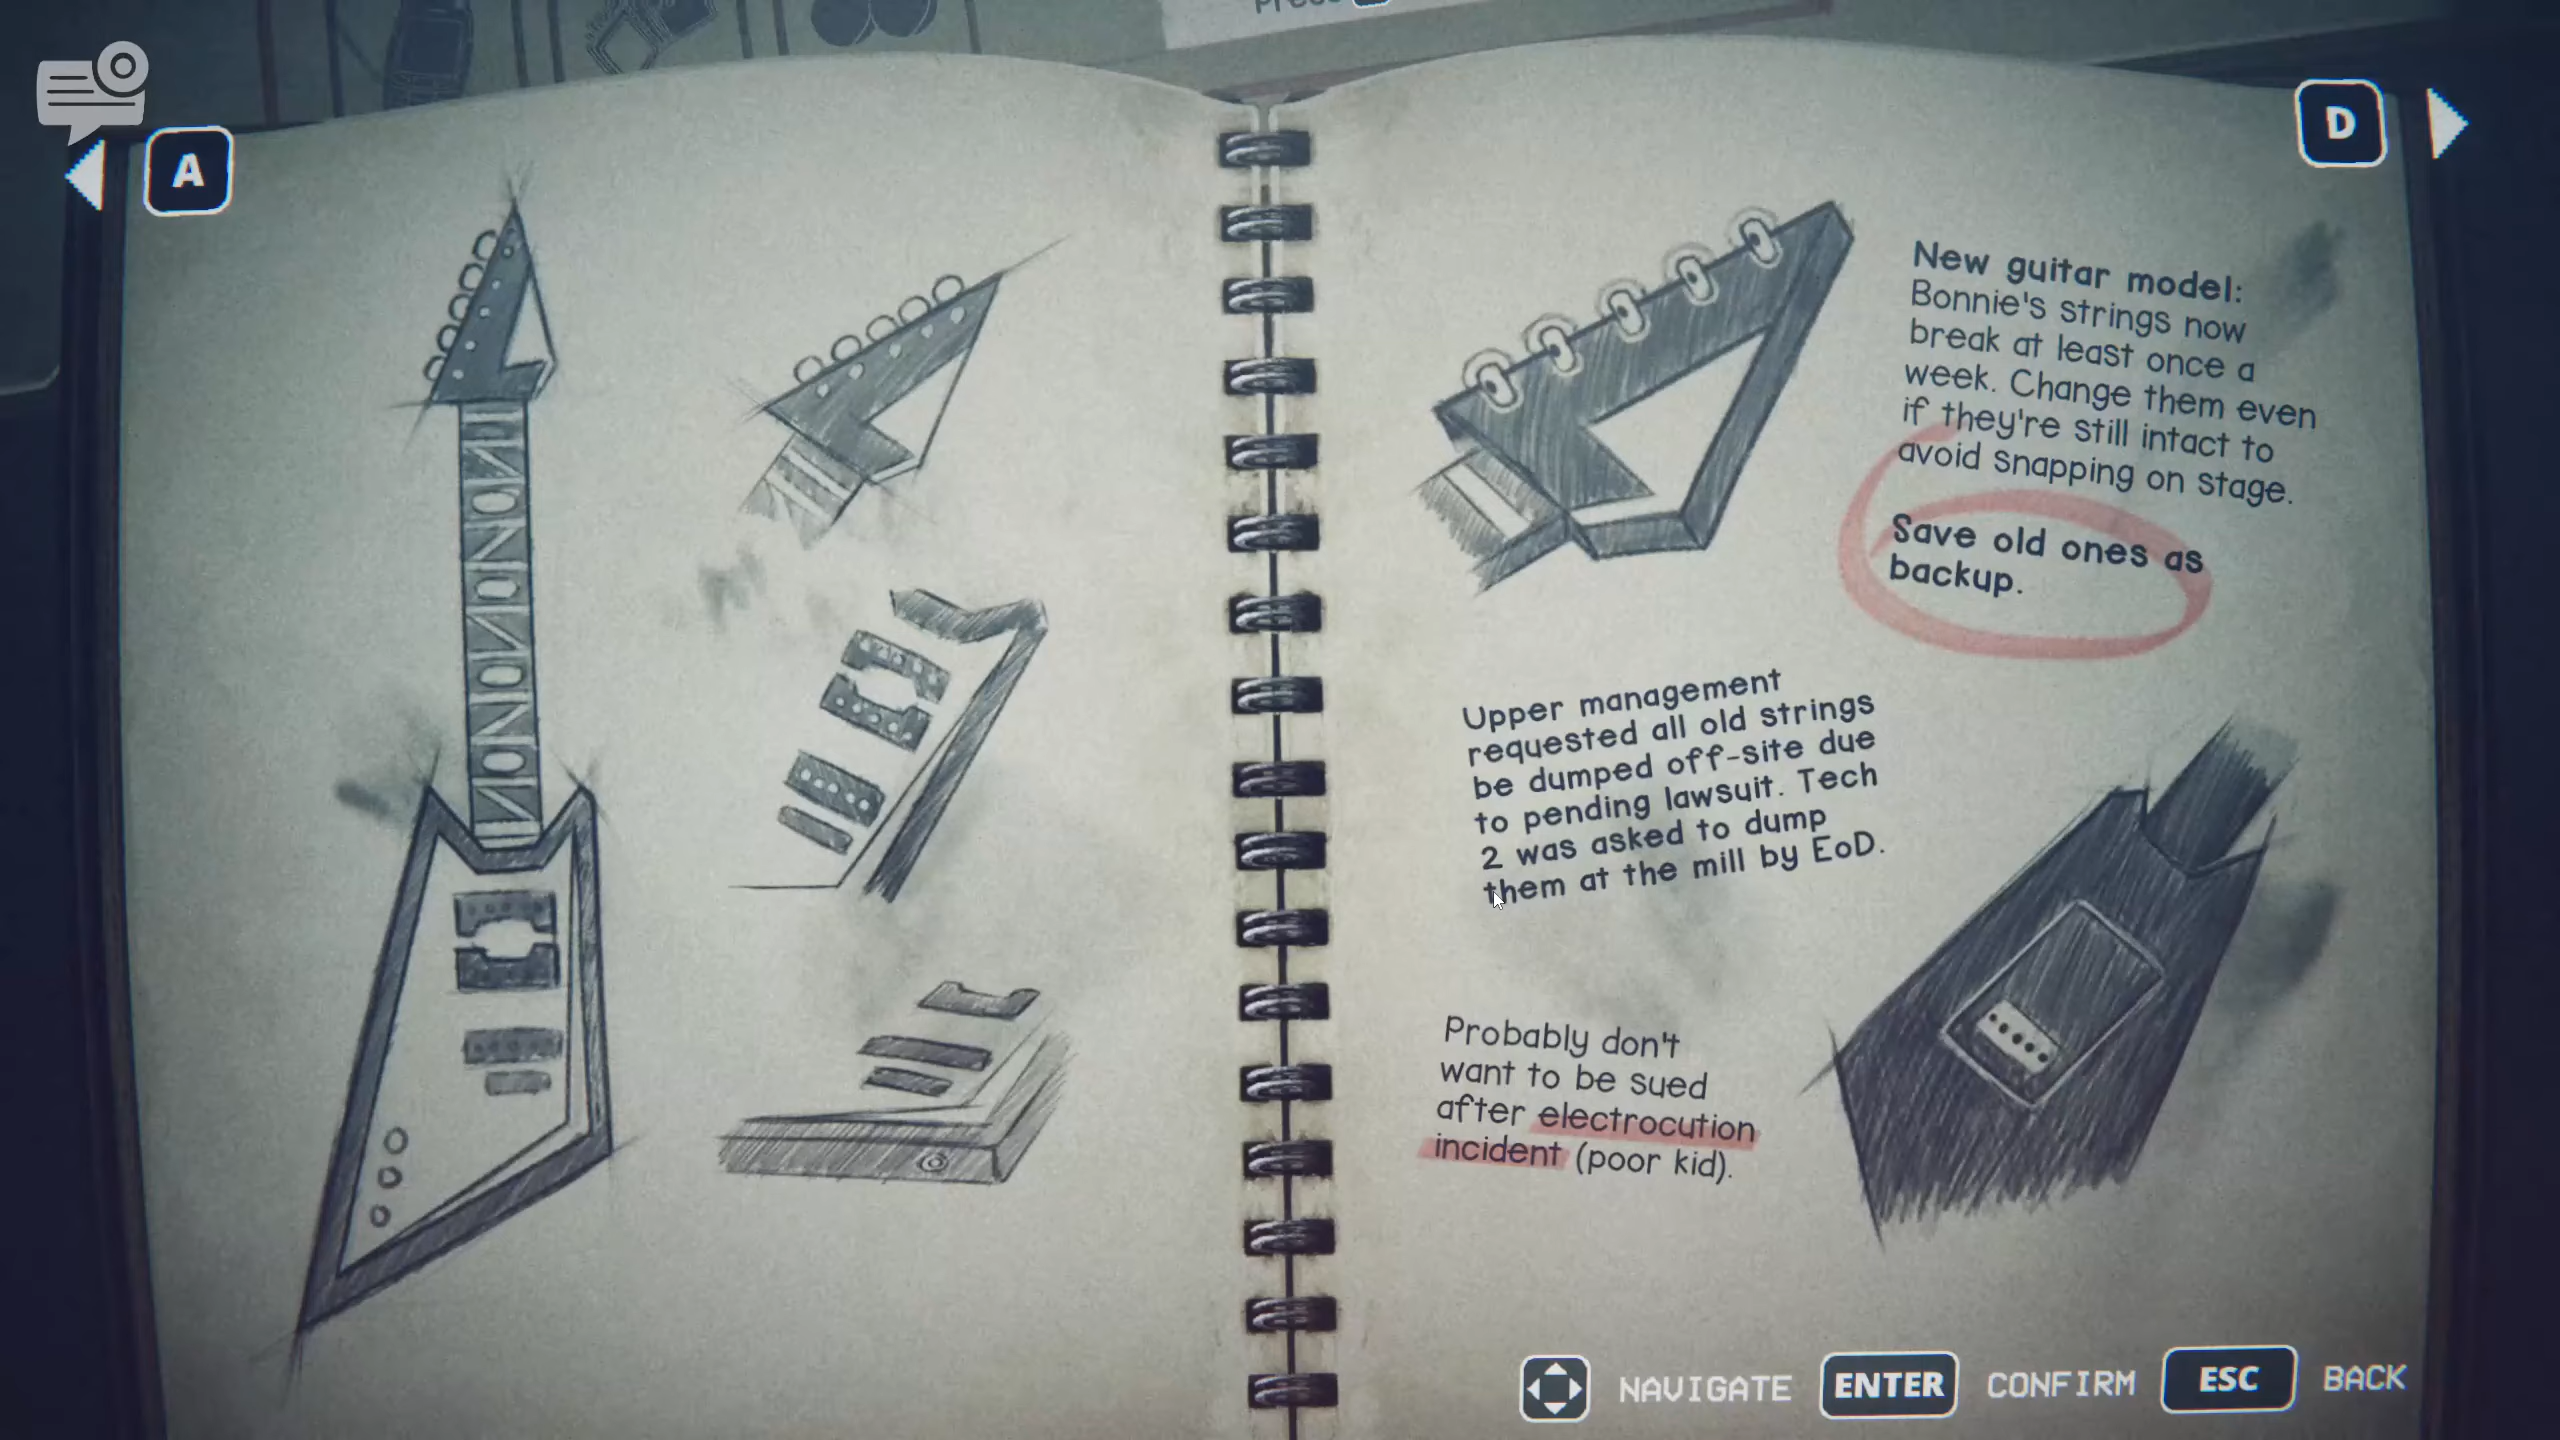 A
D
New guitar model:
Bonnie's strings now
break at least once a
week. Change them even
if they're still intact to
avoid snapping on stage.
Save old ones as
backup.
Upper management
requested all old strings
be dumped off-site due
to pending lawsuit. Tech
2 was asked to dump
them at the mill by EoD.
Probably don't
want to be sued
after electrocution
incident (poor kid).
NAVIGATE ENTER CONFIRM ESC BACK